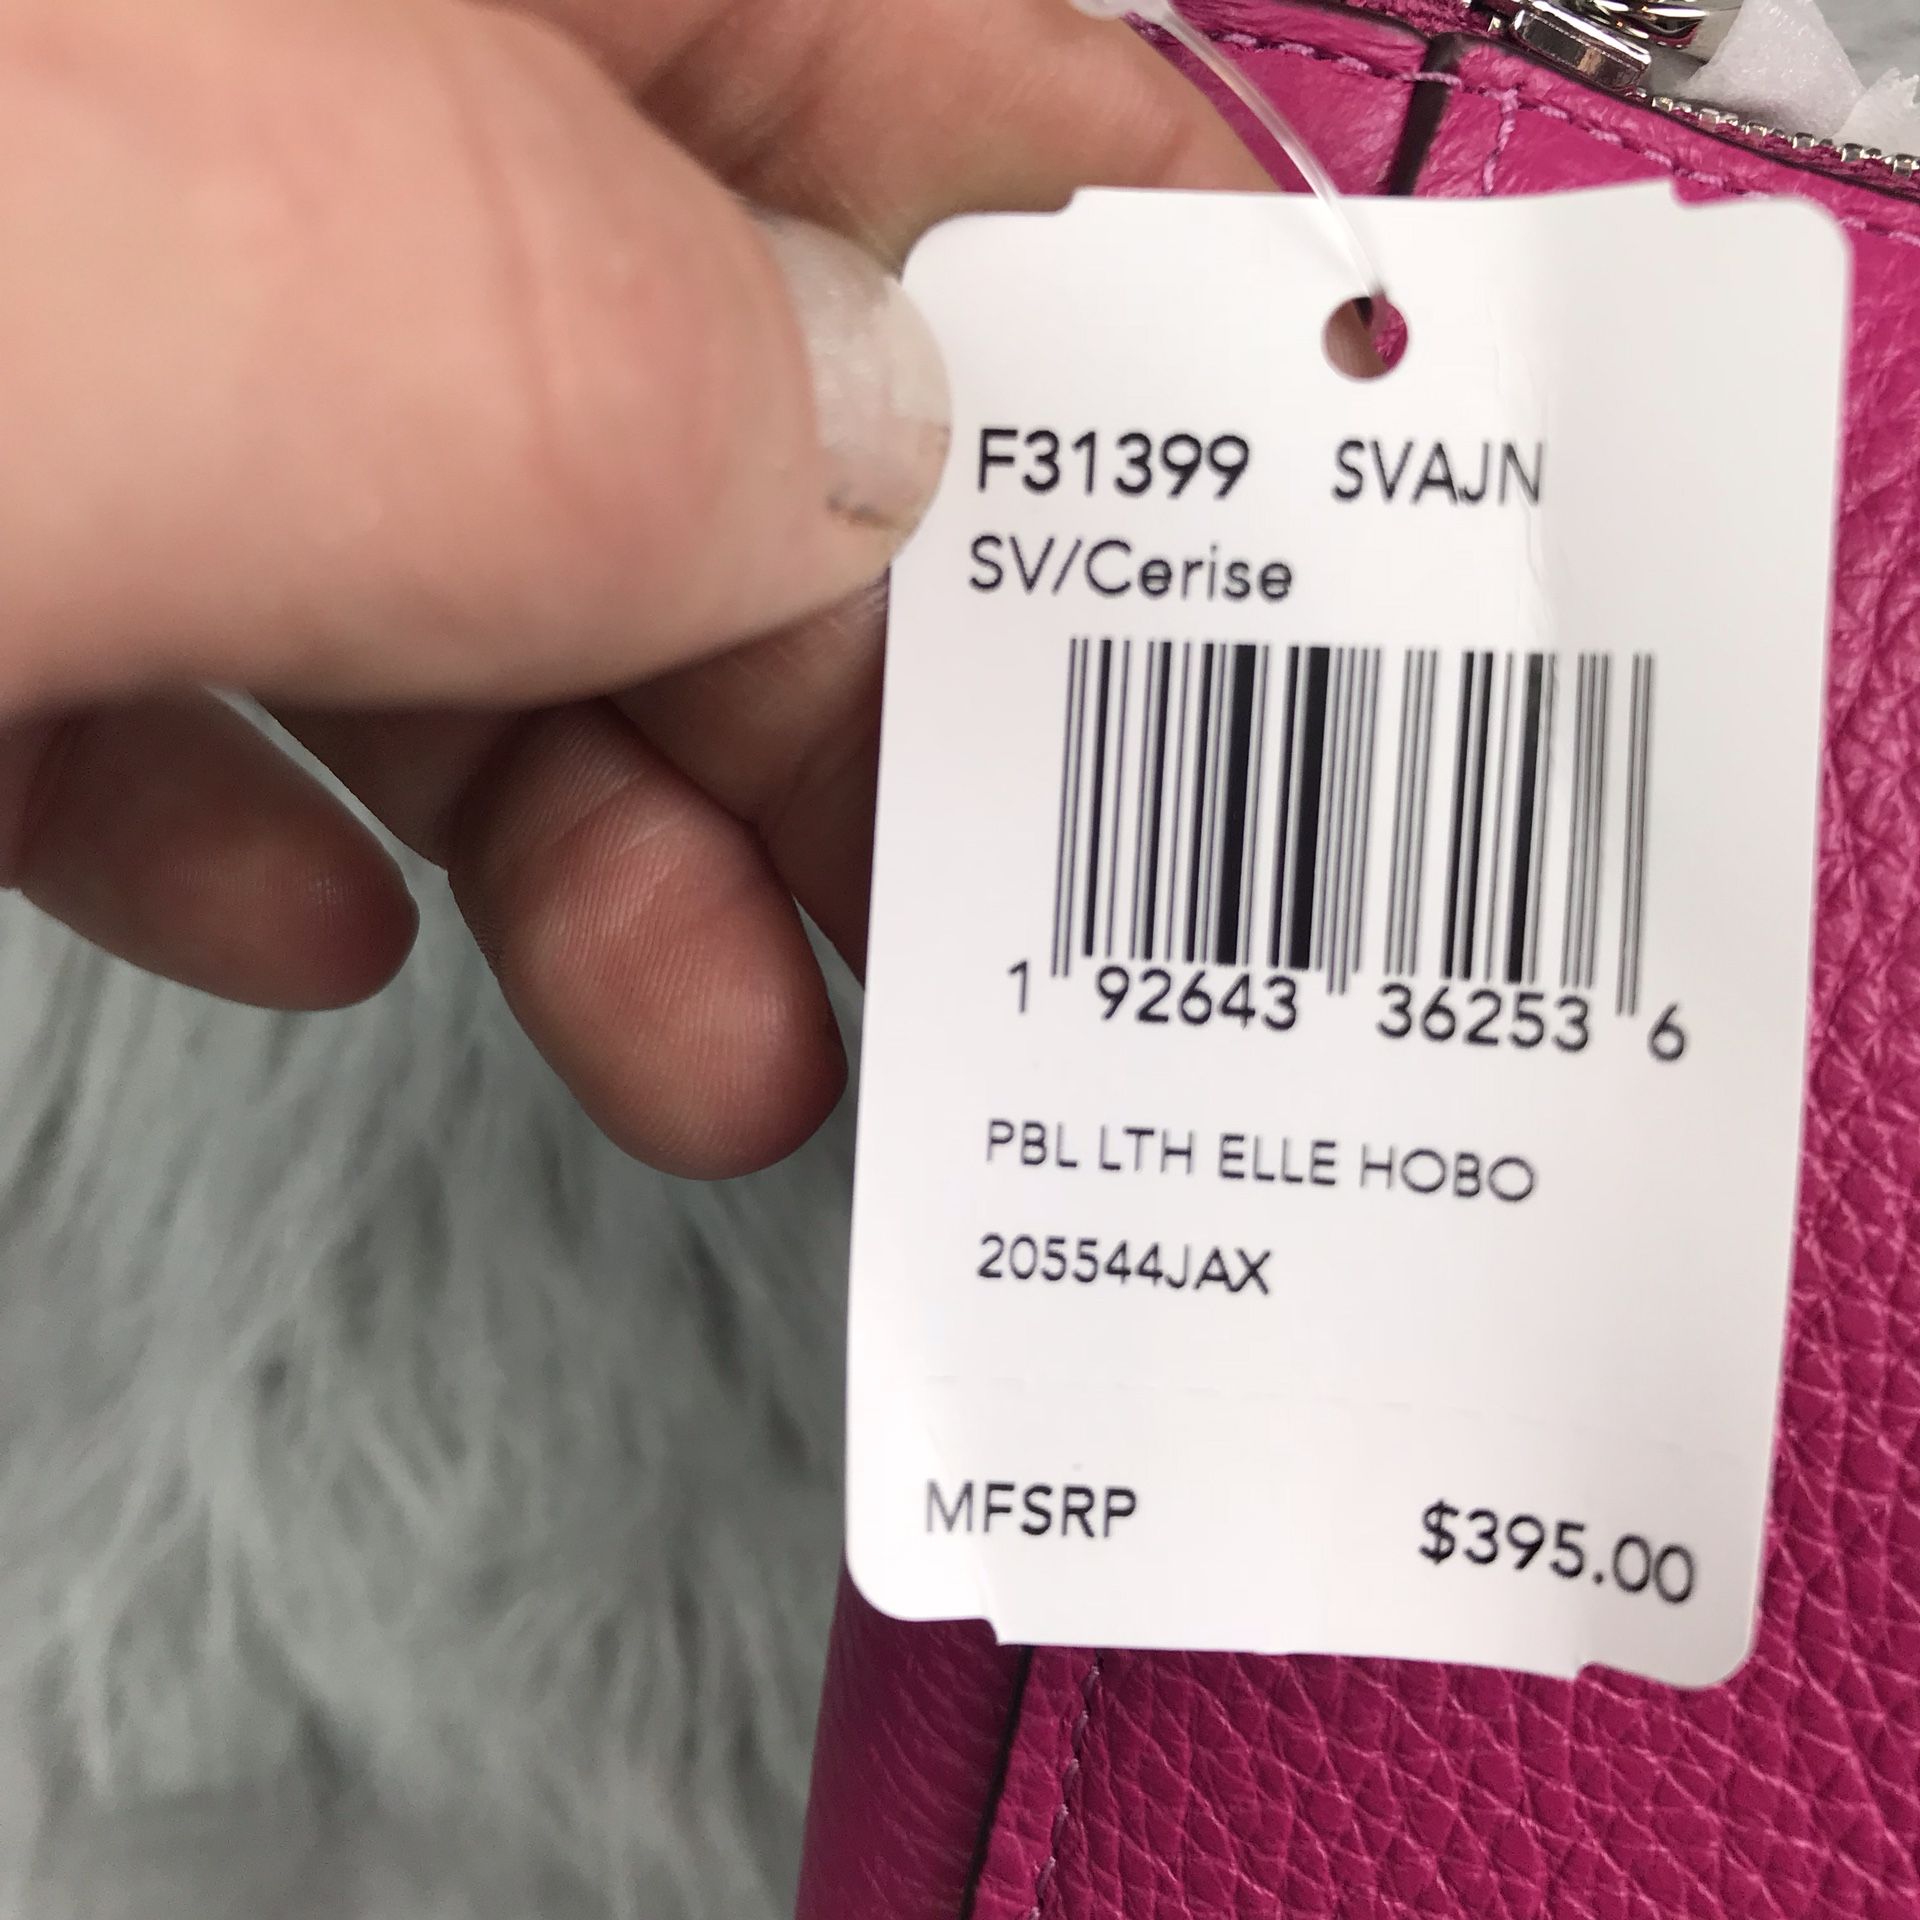 F31399 SVAJN
SV/Cerise
1 92643 36253 6
PBL LTH ELLE HOBO
205544JAX
MFSRP $395.00